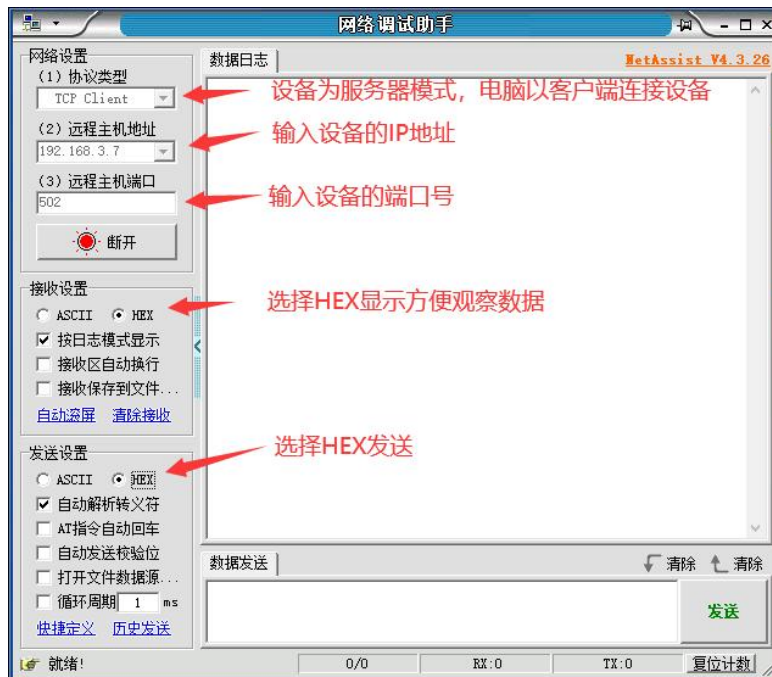 网络调试助手
网络设置
(1) 协议类型
TCP Client
(2) 远程主机地址
192.168.3.7
(3) 远程主机端口
502
断开
接收设置
ASCII HEX
按日志模式显示
接收区自动换行
接收保存到文件...
自动滚屏 清除接收
发送设置
ASCII HEX
自动解析转义符
AT指令自动回车
自动发送校验位
打开文件数据源...
循环周期 1 ms
快捷定义 历史发送
数据日志
NetAssist V4.3.26
设备为服务器模式，电脑以客户端连接设备
输入设备的IP地址
输入设备的端口号
选择HEX显示方便观察数据
选择HEX发送
数据发送 清除 清除
发送
就绪! 0/0 RX:0 TX:0 复位计数